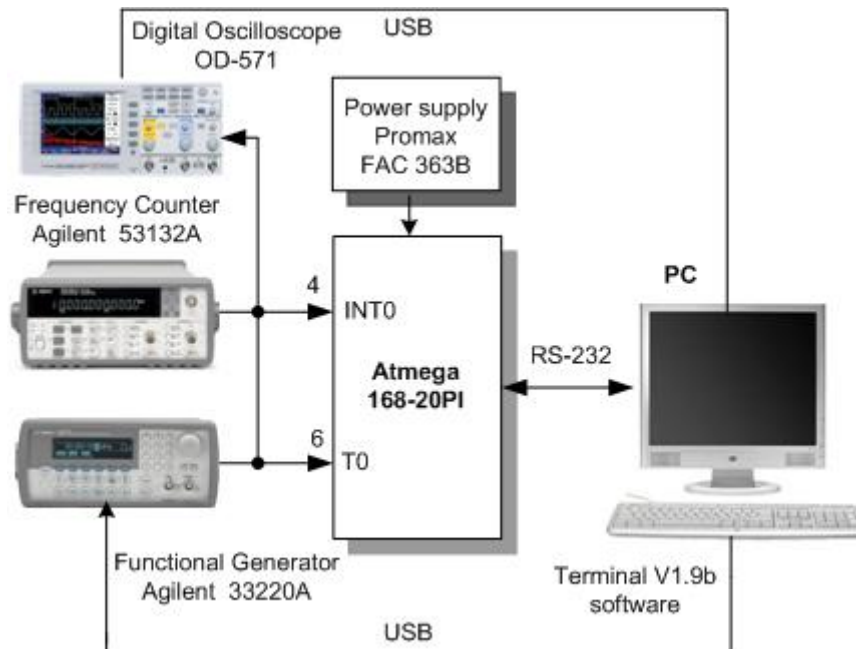 Digital Oscilloscope
OD-571
USB
Power supply
Promax
FAC 363B
Frequency Counter
Agilent 53132A
4
INT0
PC
RS-232
Atmega
168-20PI
6
T0
Functional Generator
Agilent 33220A
Terminal V1.9b
software
USB